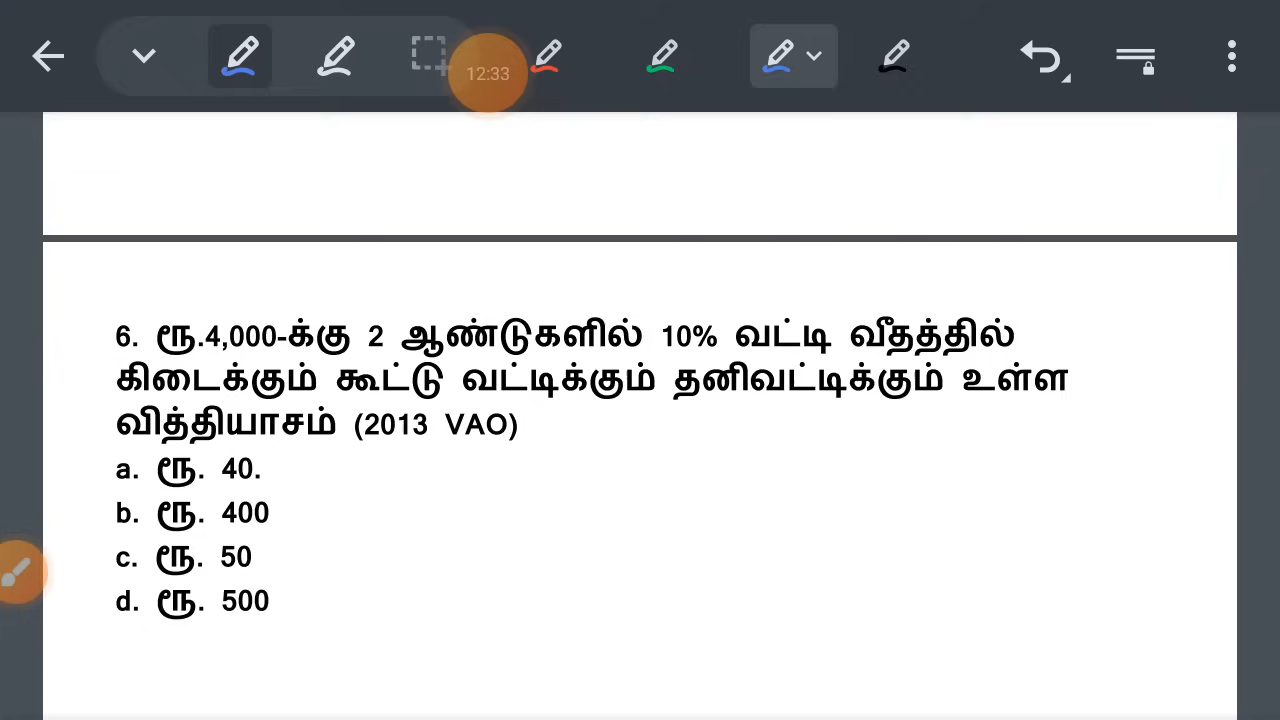 12:33
6. ரூ.4,000-க்கு 2 ஆண்டுகளில் 10% வட்டி வீதத்தில்
கிடைக்கும் கூட்டு வட்டிக்கும் தனிவட்டிக்கும் உள்ள
வித்தியாசம் (2013 VAO)
a. ரூ. 40.
b. ரூ. 400
c. ரூ. 50
d. ரூ. 500